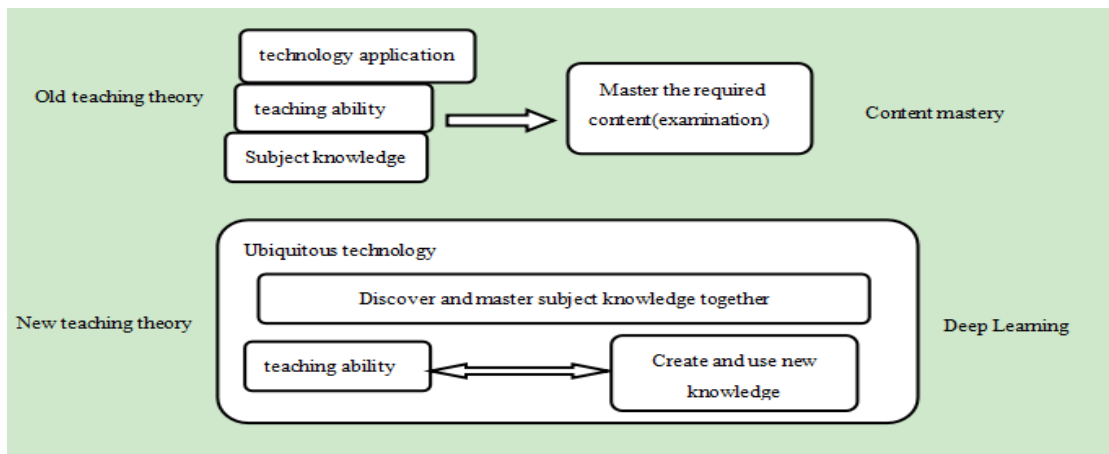 technology application
Old teaching theory
teaching ability
Subject knowledge
Master the required
content(examination)
Content mastery
Ubiquitous technology
Discover and master subject knowledge together
New teaching theory
teaching ability
Create and use new
knowledge
Deep Learning